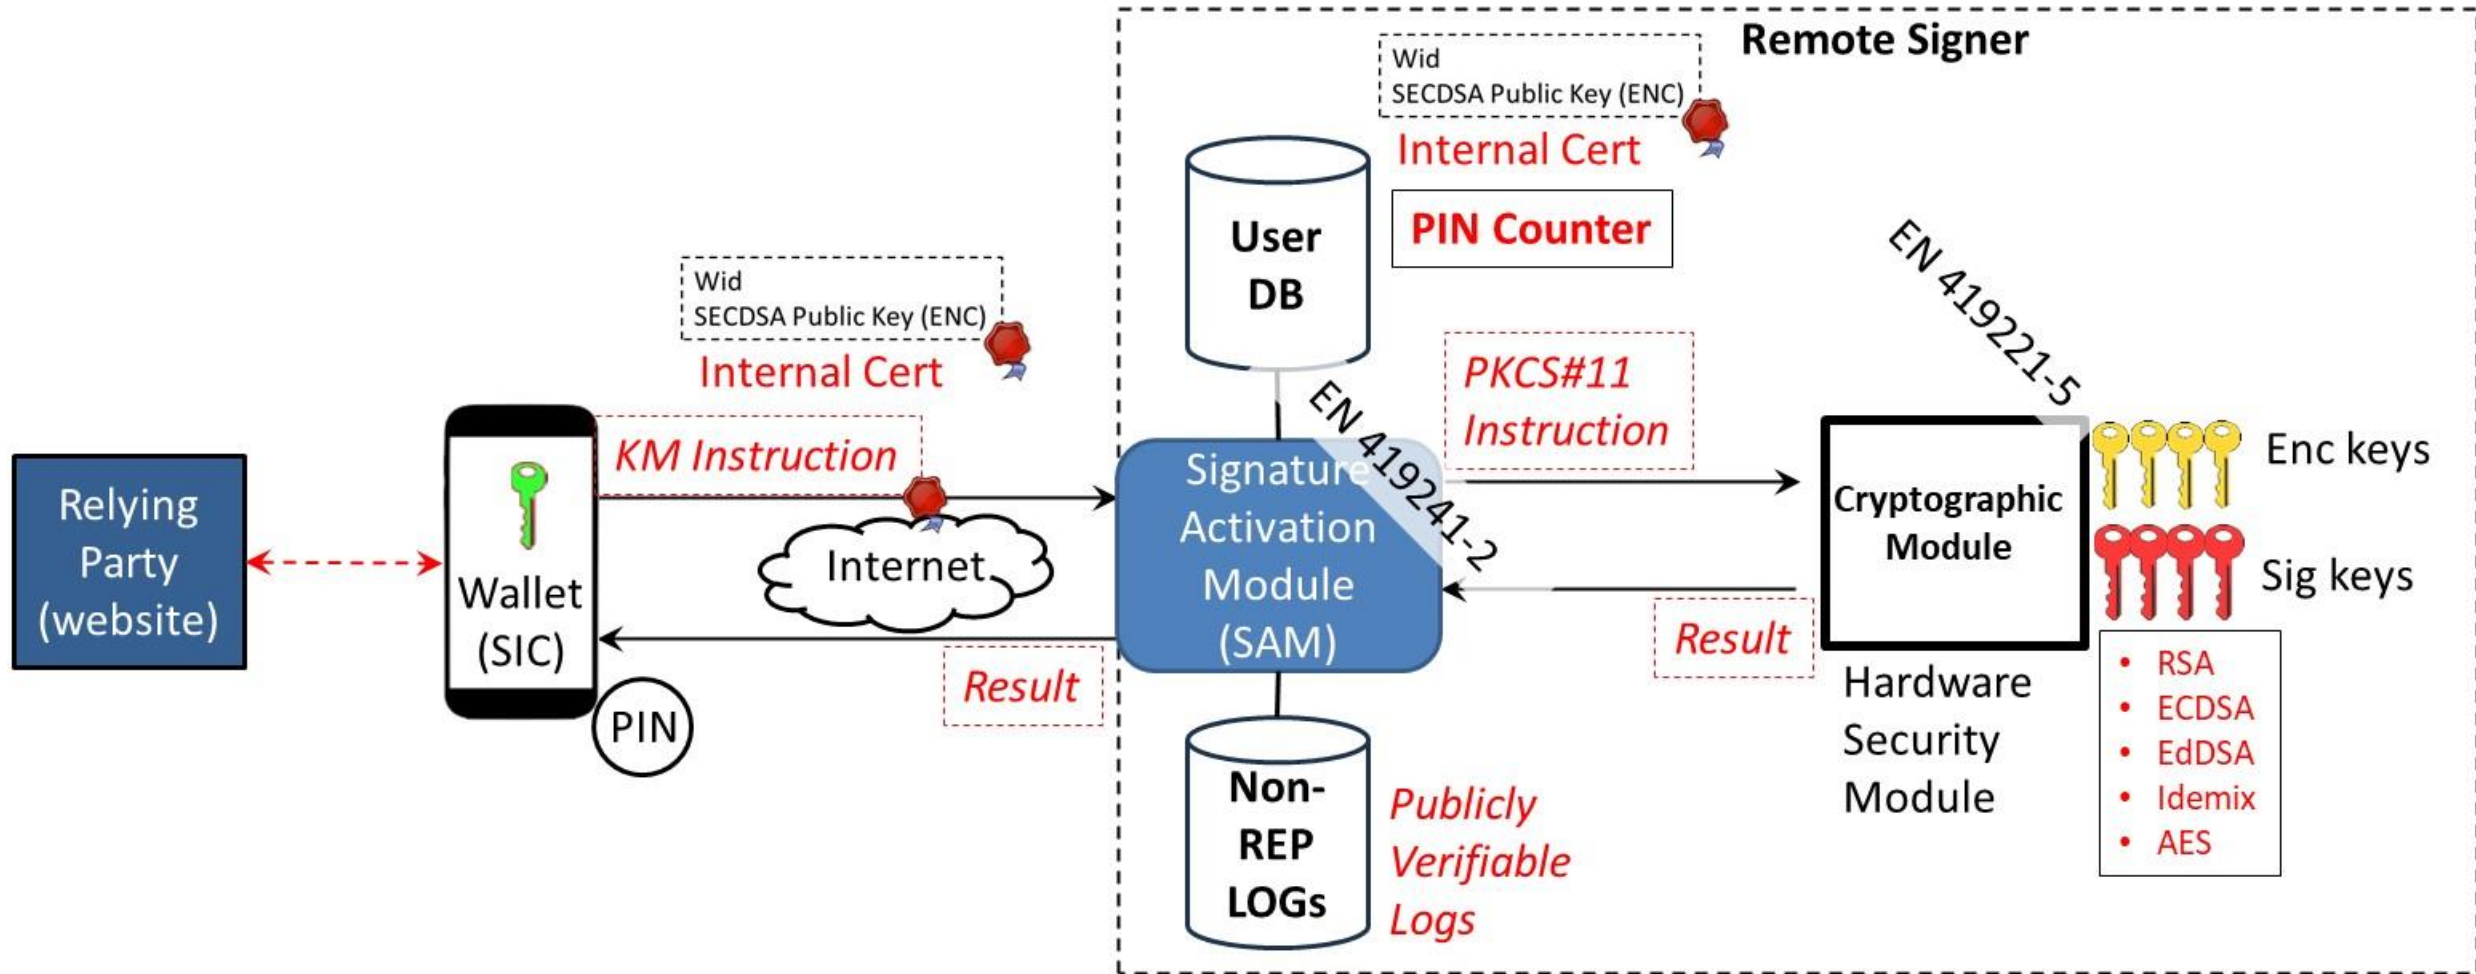 Remote Signer
Wid
SECDSA Public Key (ENC)
Internal Cert
PIN Counter
User
DB
EN 419221-5
Wid
SECDSA Public Key (ENC)
Internal Cert
PKCS#11
Instruction
EN 419241-2
KM Instruction
Relying
Party
(website)
Wallet
(SIC)
PIN
Internet
Result
Signature
Activation
Module
(SAM)
Result
Cryptographic
Module
Enc keys
Sig keys
Hardware
Security
Module
• RSA
• ECDSA
• EdDSA
• Idemix
• AES
Non-
REP
LOGs
Publicly
Verifiable
Logs